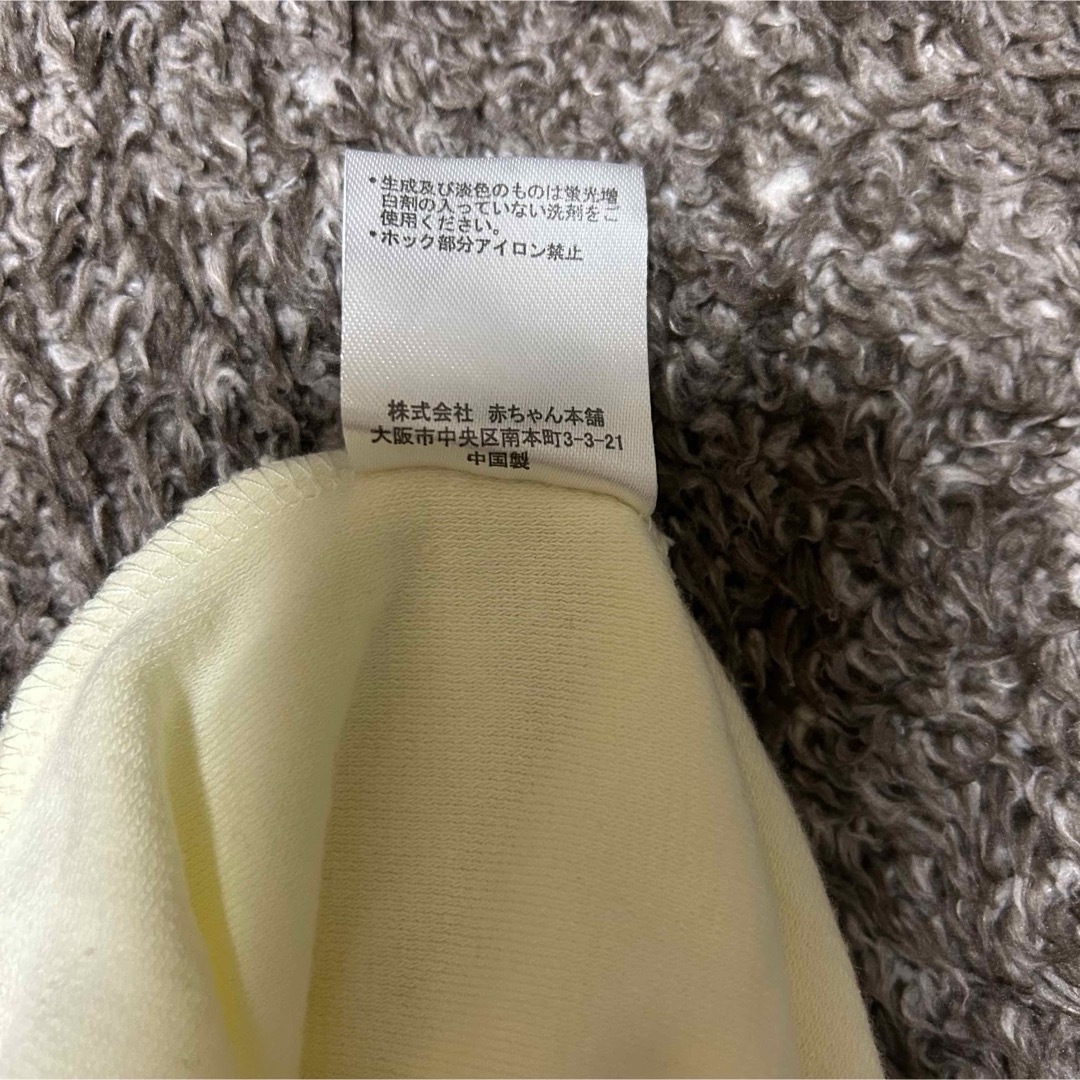 •生成及び淡色のものは蛍光増
白剤の入っていない洗剤をご
使用ください。
•ホック部分アイロン禁止
株式会社 赤ちゃん本舗
大阪市中央区南本町3-3-21
中国製